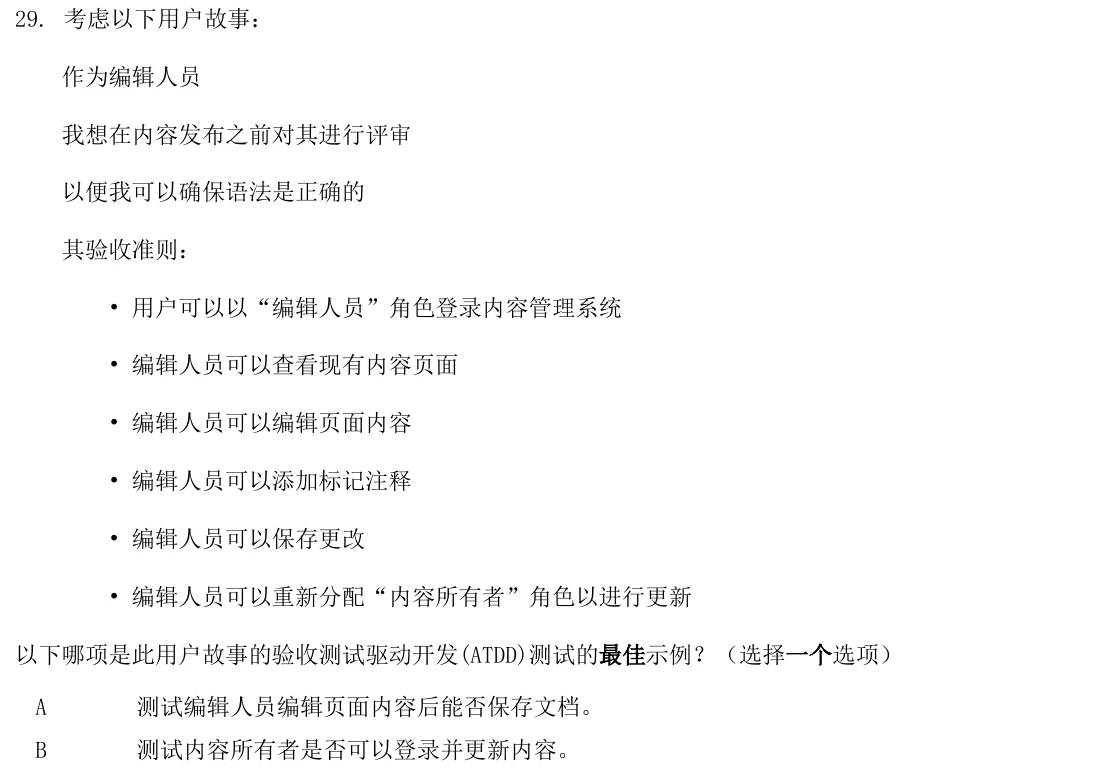 29. 考虑以下用户故事：
作为编辑人员
我想在内容发布之前对其进行评审
以便我可以确保语法是正确的
其验收准则：
• 用户可以以“编辑人员”角色登录内容管理系统
• 编辑人员可以查看现有内容页面
• 编辑人员可以编辑页面内容
• 编辑人员可以添加标记注释
• 编辑人员可以保存更改
• 编辑人员可以重新分配“内容所有者”角色以进行更新
以下哪项是此用户故事的验收测试驱动开发(ATDD)测试的最佳示例？（选择一个选项）
A 测试编辑人员编辑页面内容后能否保存文档。
B 测试内容所有者是否可以登录并更新内容。